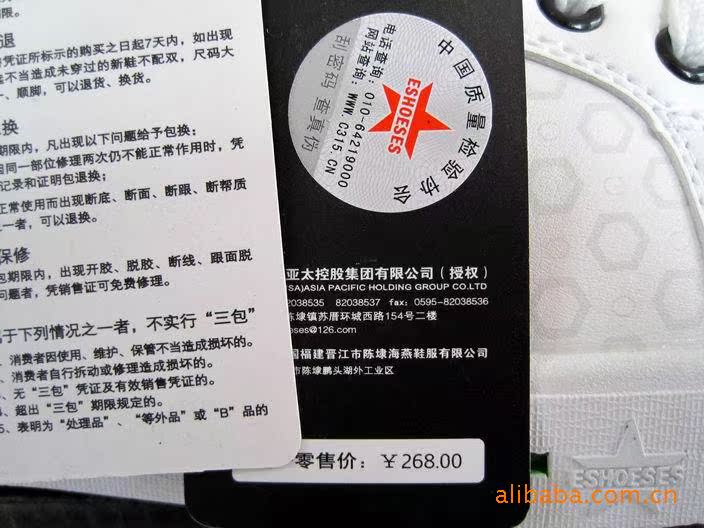 期限。
退
凭证所标示的购买之日起7天内，如出现
不当造成未穿过的新鞋不配双，尺码大
一、顺脚，可以退货、换货。
换
期限内，凡出现以下问题给予包换：
因同一部位修理两次仍不能正常作用时，凭
记录和证明包退换；
正常使用而出现断底、断面、断眼、断帮质
一者，可以退换。
保修
期限内，出现开胶、脱胶、断线、跟面脱
问题者，凭销售证可免费修理。
于下列情况之一者，不实行“三包”
、消费者因使用、维护、保管不当造成损坏的。
、消费者自行拆动或修理造成损坏的。
、无“三包”凭证及有效销售凭证的。
4、超出“三包”期限规定的。
5、表明为“处理品”、“等外品”或“B”品的
中国质量检验协会
电话查询：010-64219000
网站查询：WWW.C315.CN
刮密码 查真伪
ESHOESES
亚太控股集团有限公司（授权）
SA)ASIA PACIFIC HOLDING GROUP CO.LTD
2038535 82038537 fax: 0595-82038536
陈埭镇苏厝环城西路154号二楼
oeses@126.com
国福建晋江市陈埭海燕鞋服有限公司
市陈埭鹏头湖外工业区
零售价：￥268.00
ESHOESES
alibaba.com.cn